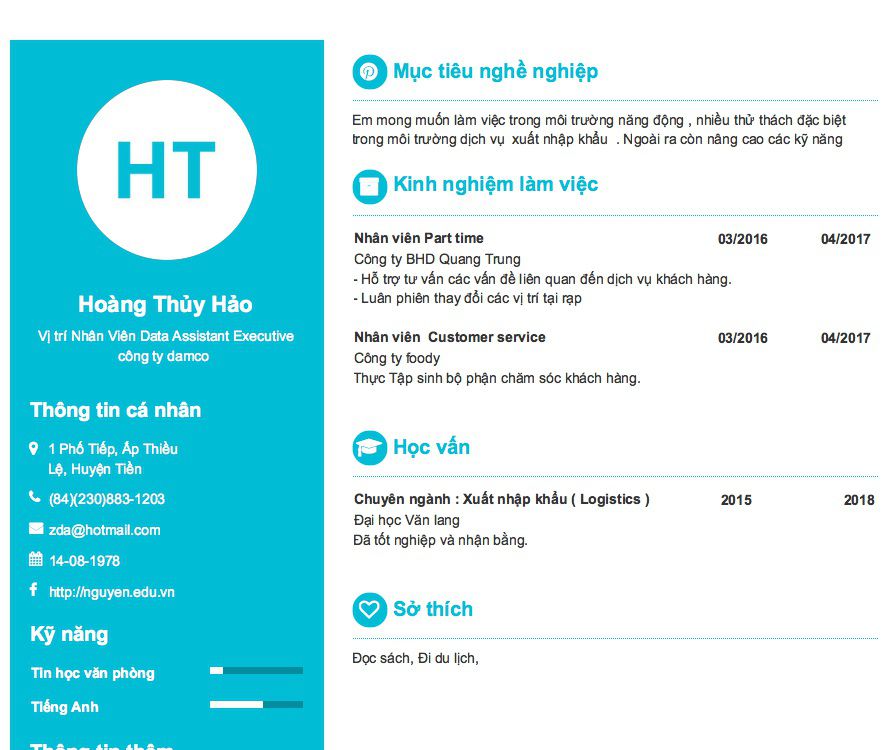 HT
Hoàng Thủy Hảo
Vị trí Nhân Viên Data Assistant Executive
công ty damco
Thông tin cá nhân
1 Phố Tiếp, Ấp Thiều
Lệ, Huyện Tiền
(84)(230)883-1203
zda@hotmail.com
14-08-1978
http://nguyen.edu.vn
Kỹ năng
Tin học văn phòng
Tiếng Anh
Thông tin thêm
Mục tiêu nghề nghiệp
Em mong muốn làm việc trong môi trường năng động , nhiều thử thách đặc biệt
trong môi trường dịch vụ xuất nhập khẩu . Ngoài ra còn nâng cao các kỹ năng
Kinh nghiệm làm việc
Nhân viên Part time 03/2016 04/2017
Công ty BHD Quang Trung
- Hỗ trợ tư vấn các vấn đề liên quan đến dịch vụ khách hàng.
- Luân phiên thay đổi các vị trí tại rạp
Nhân viên Customer service 03/2016 04/2017
Công ty foody
Thực Tập sinh bộ phận chăm sóc khách hàng.
Học vấn
Chuyên ngành : Xuất nhập khẩu ( Logistics ) 2015 2018
Đại học Văn lang
Đã tốt nghiệp và nhận bằng.
Sở thích
Đọc sách, Đi du lịch,